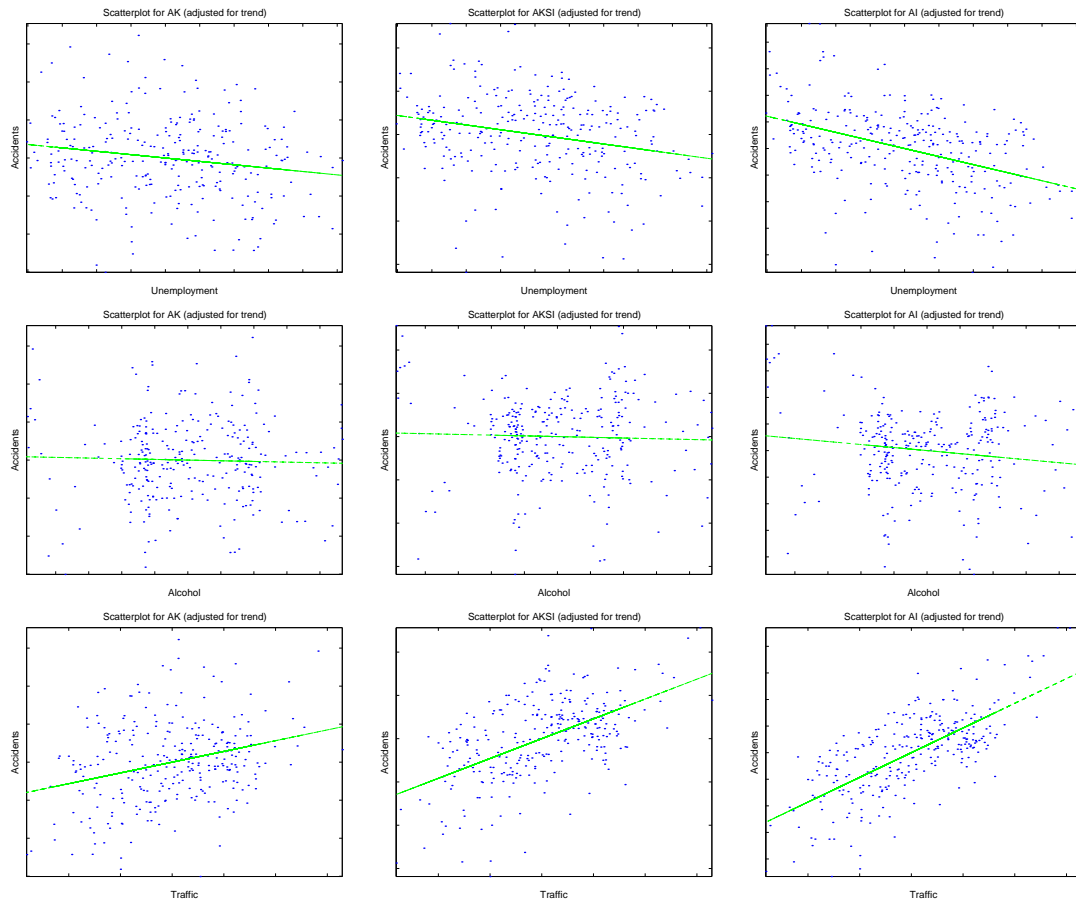 Scatterplot for AK (adjusted for trend)
Accidents
Unemployment
Scatterplot for AKSI (adjusted for trend)
Accidents
Unemployment
Scatterplot for AI (adjusted for trend)
Accidents
Unemployment
Scatterplot for AK (adjusted for trend)
Accidents
Alcohol
Scatterplot for AKSI (adjusted for trend)
Accidents
Alcohol
Scatterplot for AI (adjusted for trend)
Accidents
Alcohol
Scatterplot for AK (adjusted for trend)
Accidents
Traffic
Scatterplot for AKSI (adjusted for trend)
Accidents
Traffic
Scatterplot for AI (adjusted for trend)
Accidents
Traffic